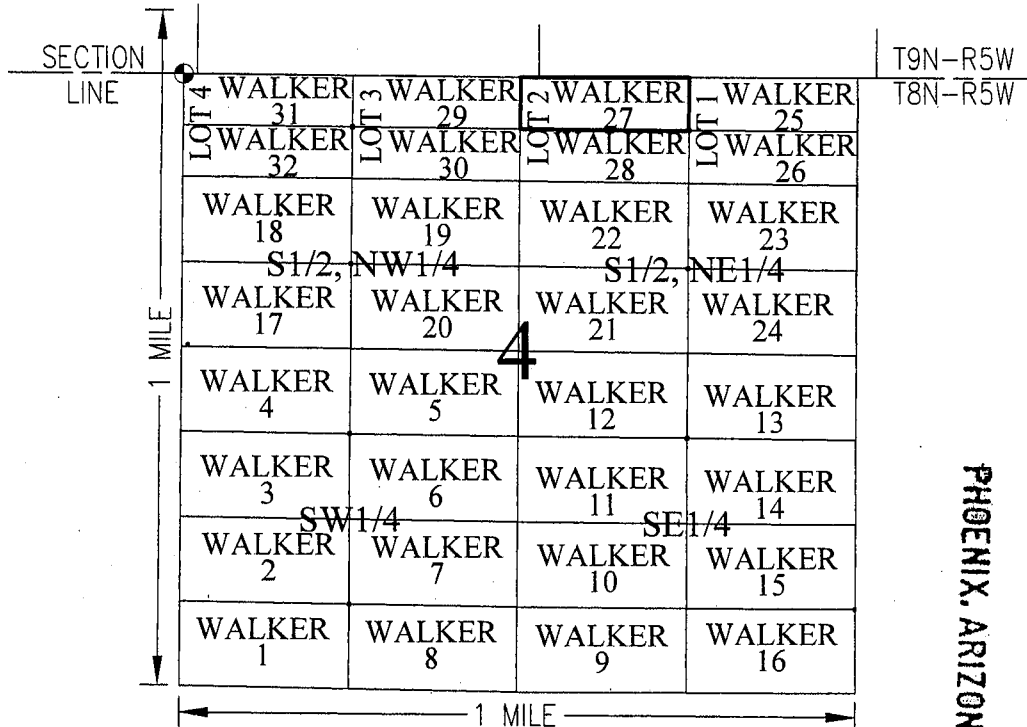 SECTION LINE
T9N-R5W
T8N-R5W
LOT 4 LOT 3 LOT 2 LOT 1
WALKER 31 WALKER 29 WALKER 27 WALKER 25
WALKER 32 WALKER 30 WALKER 28 WALKER 26
WALKER 18 WALKER 19 WALKER 22 WALKER 23
S1/2, NW1/4 S1/2, NE1/4
WALKER 17 WALKER 20 WALKER 21 WALKER 24
4
WALKER 4 WALKER 5 WALKER 12 WALKER 13
WALKER 3 WALKER 6 WALKER 11 WALKER 14
SW1/4 SE1/4
WALKER 2 WALKER 7 WALKER 10 WALKER 15
WALKER 1 WALKER 8 WALKER 9 WALKER 16
1 MILE
1 MILE
PHOENIX, ARIZON